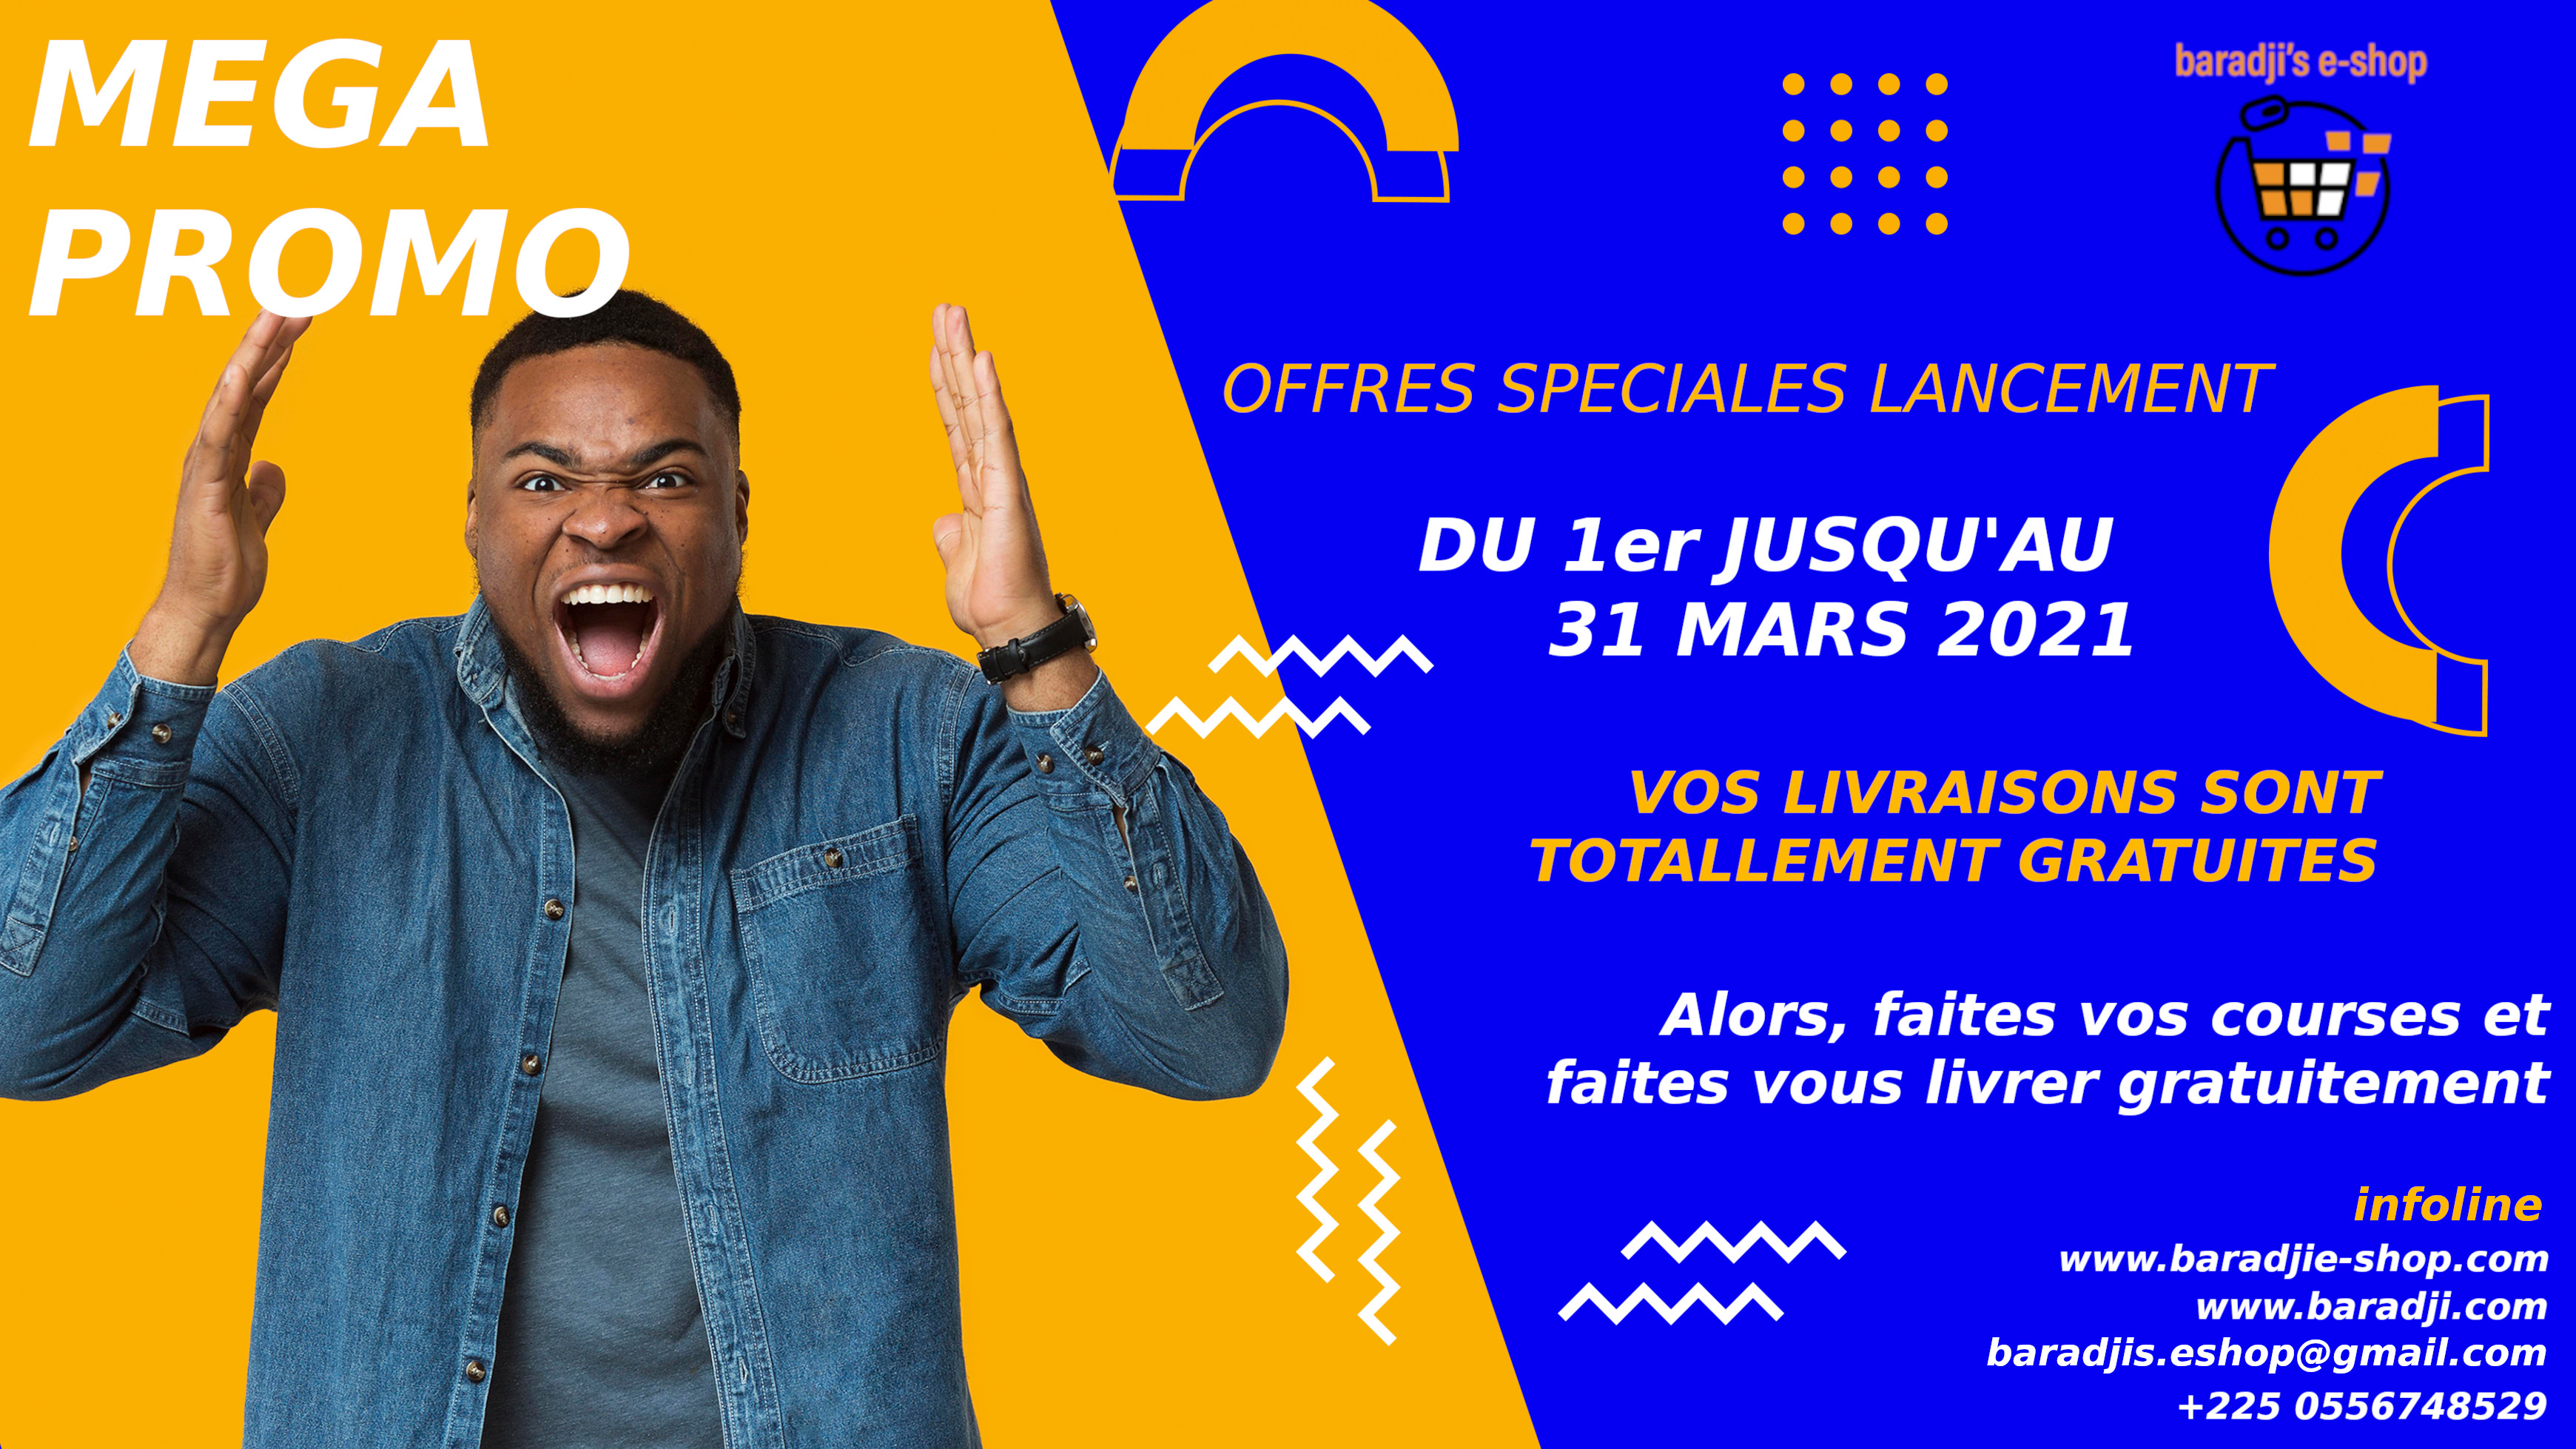 MEGA
PROMO
baradji's e-shop
OFFRES SPECIALES LANCEMENT
DU 1er JUSQU'AU
31 MARS 2021
VOS LIVRAISONS SONT
TOTALLEMENT GRATUITES
Alors, faites vos courses et
faites vous livrer gratuitement
infoline
www.baradjie-shop.com
www.baradji.com
baradjis.eshop@gmail.com
+225 0556748529